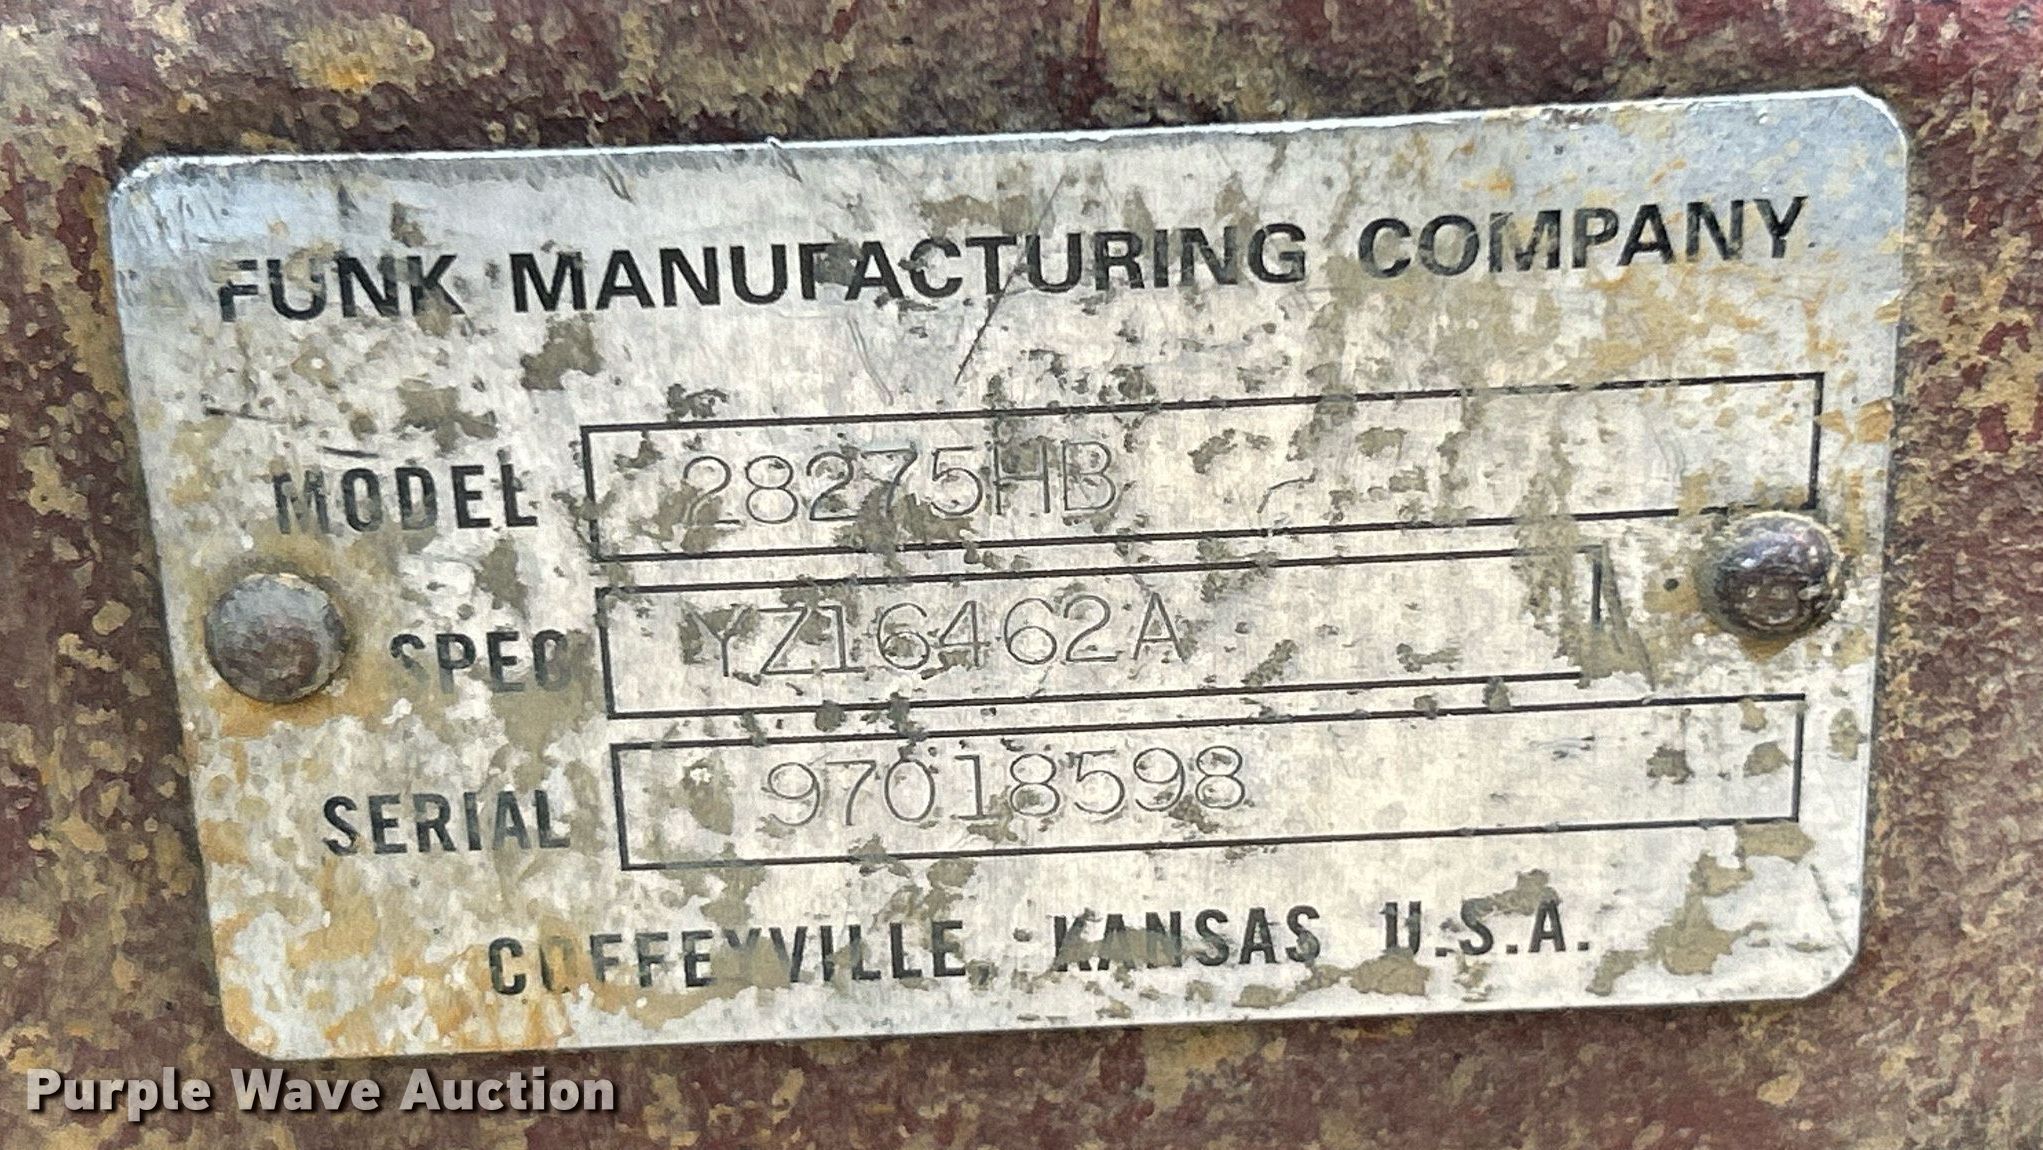 FUNK MANUFACTURING COMPANY
MODEL 28275HB
SPEC YZ16462A
SERIAL 97018598
COFFEYVILLE, KANSAS U.S.A.
Purple Wave Auction